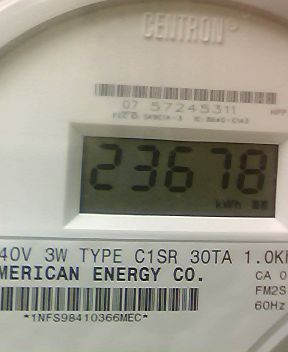 CENTRON
07 57245311
23678
kWh
40V 3W TYPE C1SR 30TA 1.0K
MERICAN ENERGY CO.
CA 0
FM2S
60Hz
*1NFS98410366MEC*